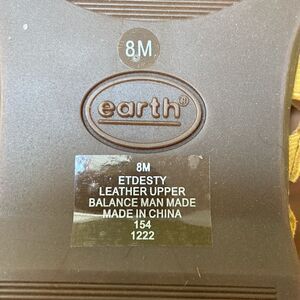 8M
earth®
8M
ETDESTY
LEATHER UPPER
BALANCE MAN MADE
MADE IN CHINA
154
1222